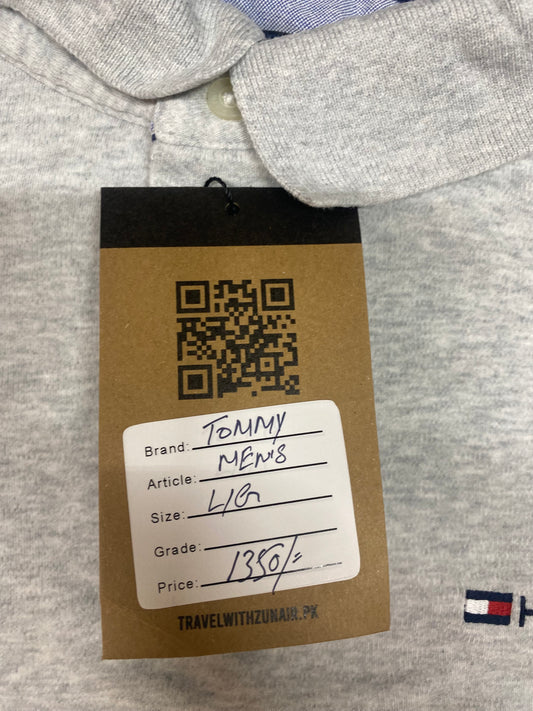 Brand: TOMMY
Article: MEN'S
Size: L/G
Grade:
Price: 1350/=
TRAVELWITHZUNAIR.PK
H